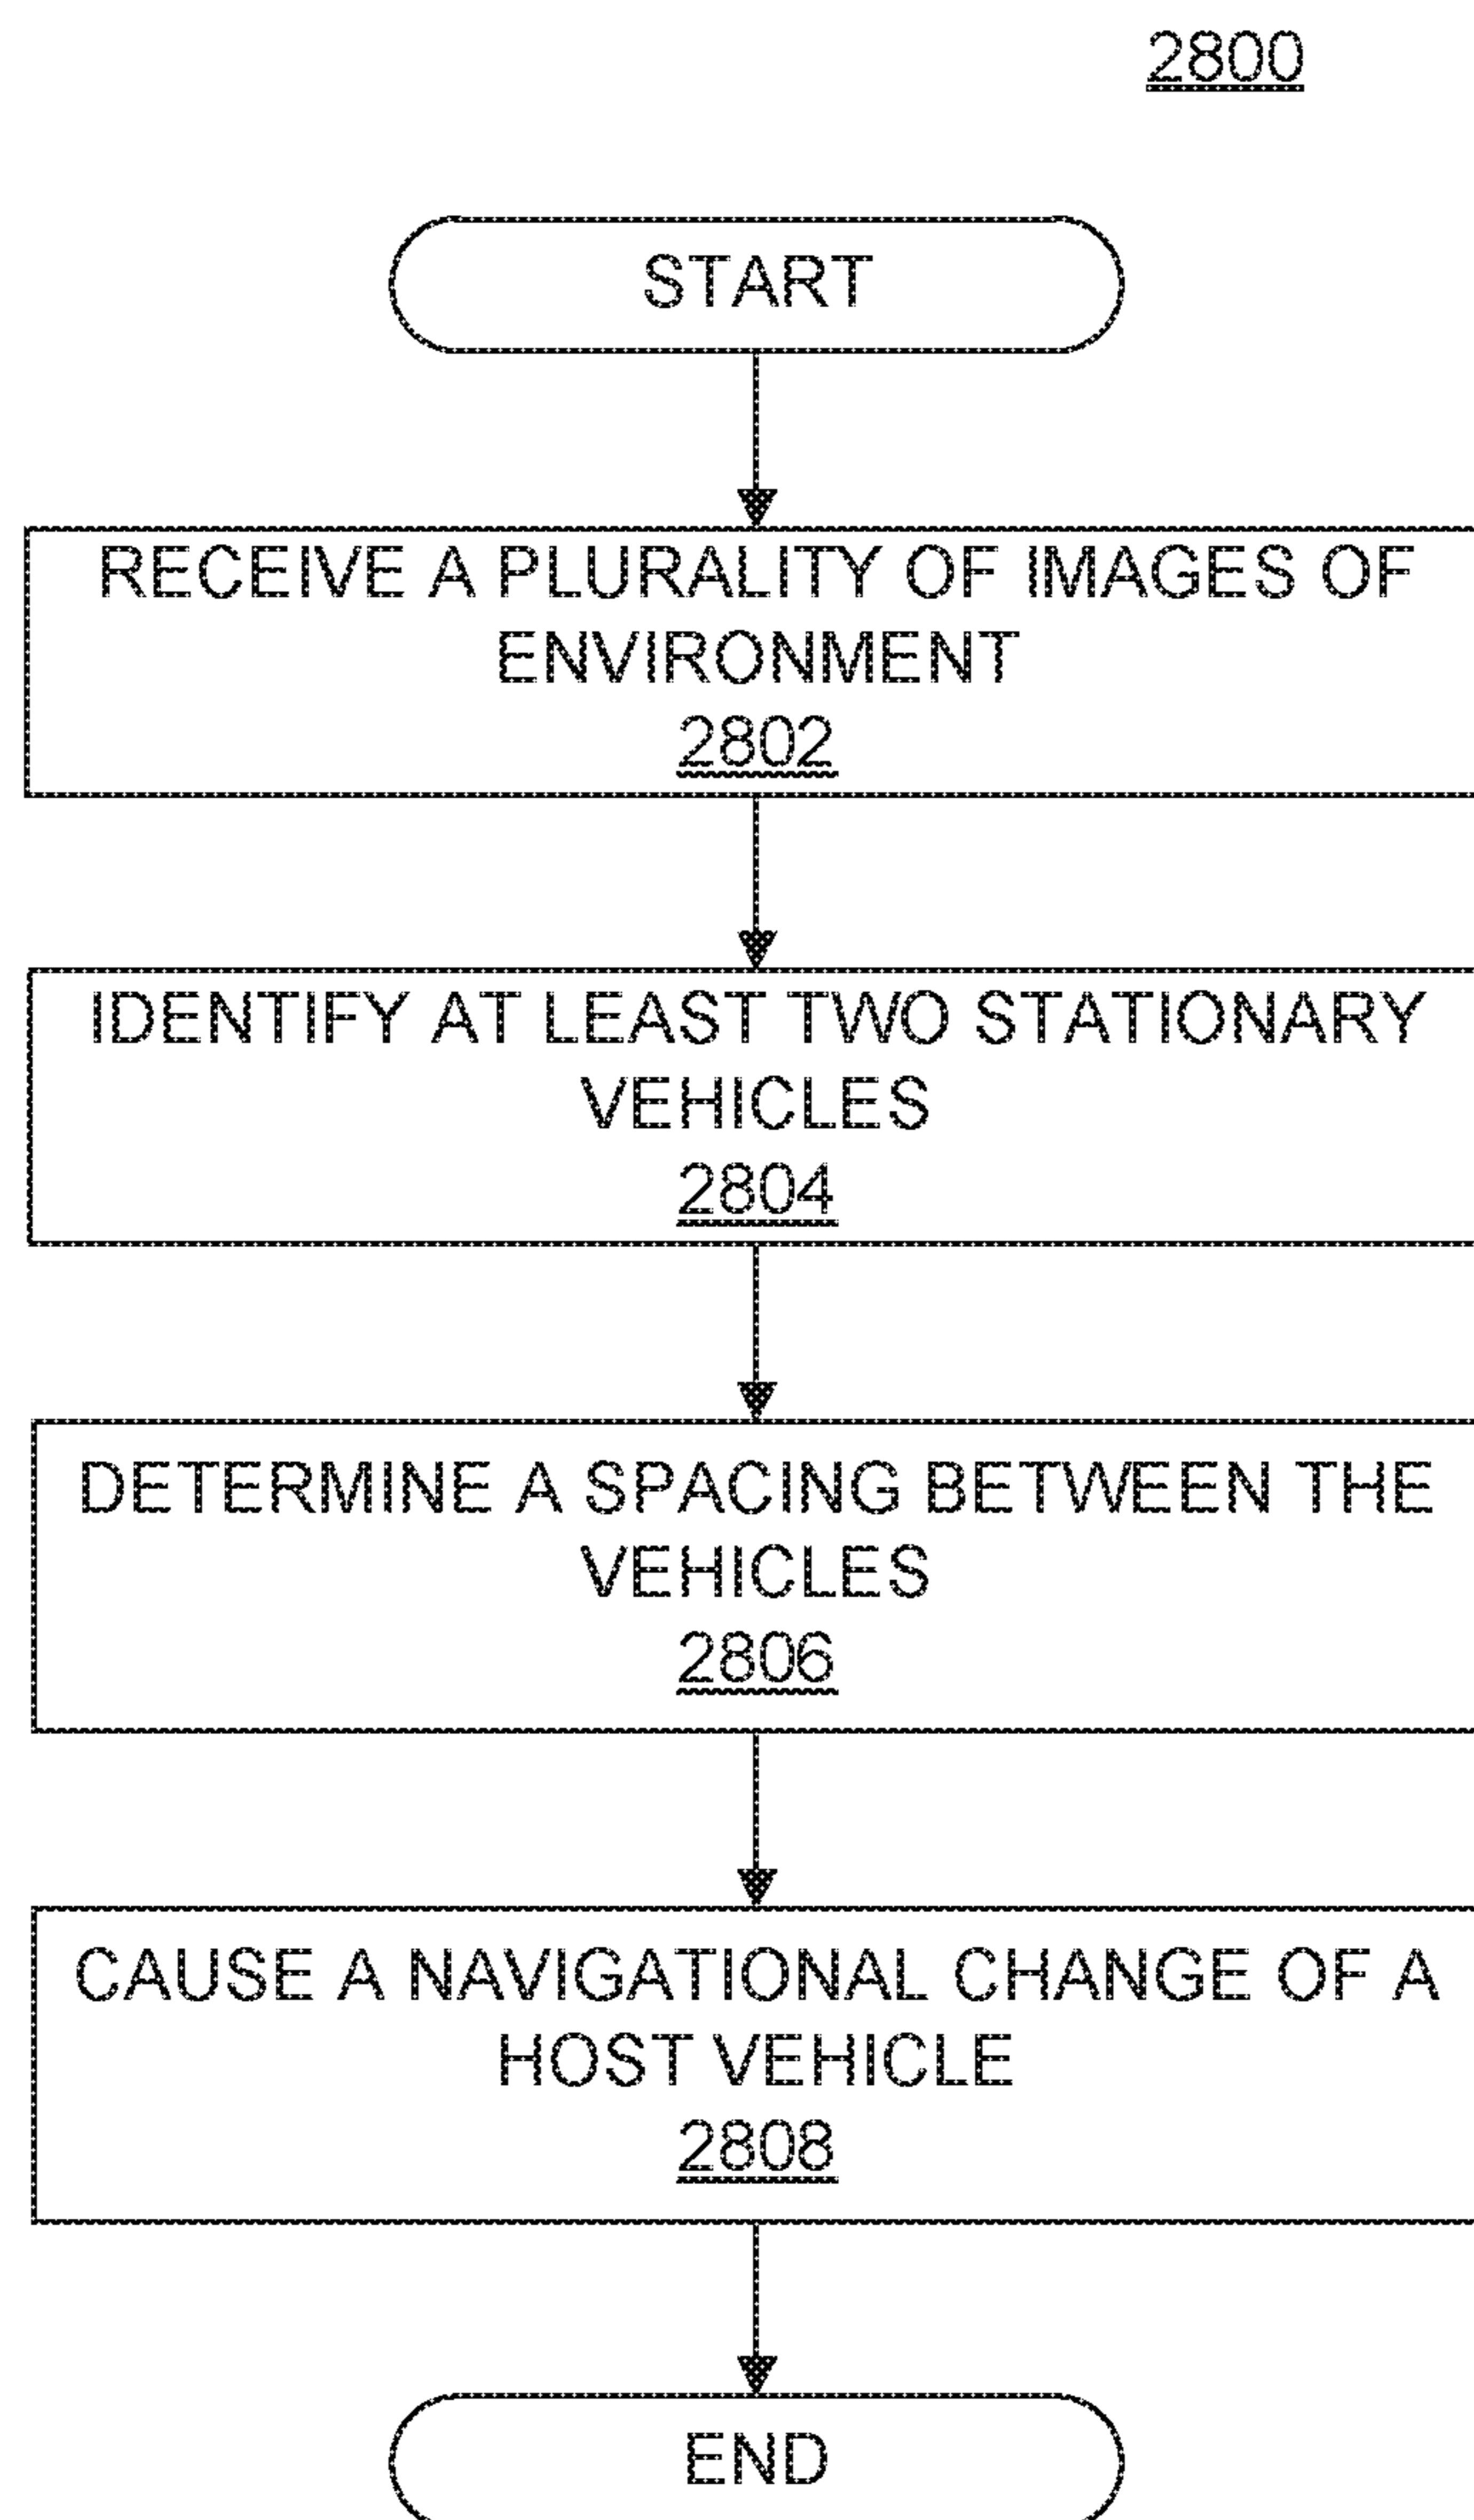 2800
START
RECEIVE A PLURALITY OF IMAGES OF
ENVIRONMENT
2802
IDENTIFY AT LEAST TWO STATIONARY
VEHICLES
2804
DETERMINE A SPACING BETWEEN THE
VEHICLES
2806
CAUSE A NAVIGATIONAL CHANGE OF A
HOST VEHICLE
2808
END